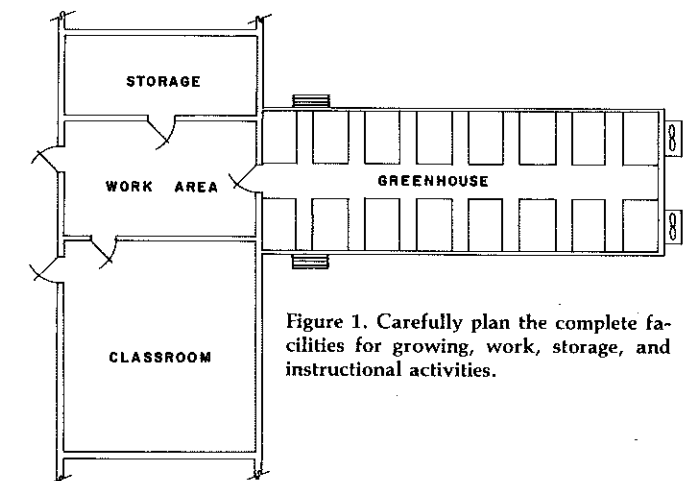 STORAGE
WORK AREA
GREENHOUSE
CLASSROOM
Figure 1. Carefully plan the complete fa-
cilities for growing, work, storage, and
instructional activities.